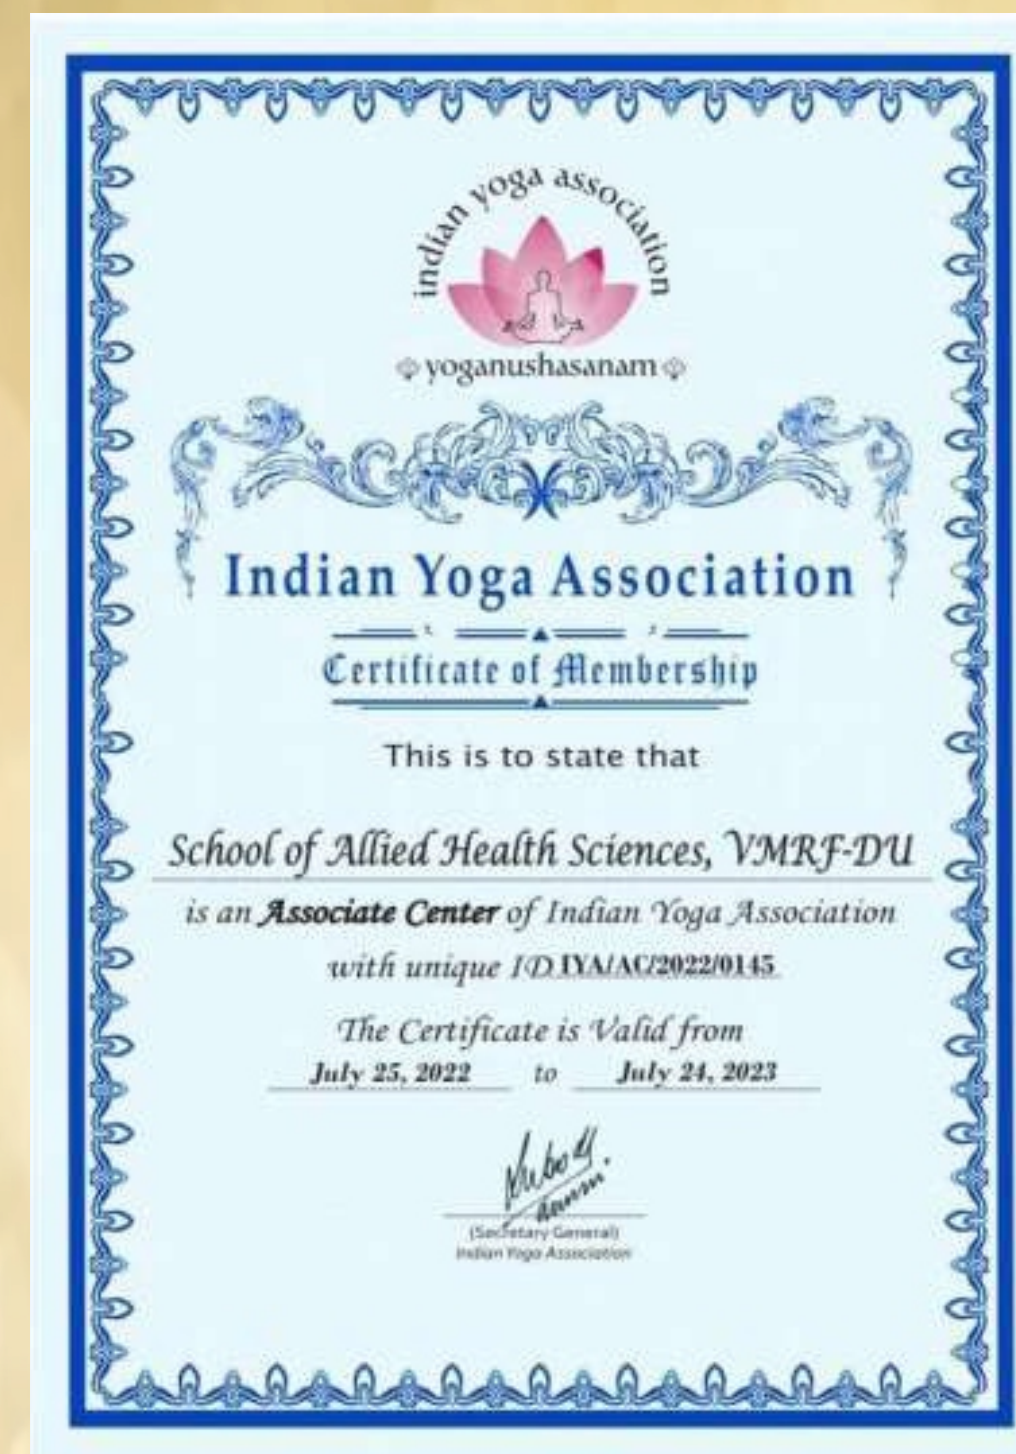 indian yoga association
yoganushasanam
Indian Yoga Association
Certificate of Membership
This is to state that
School of Allied Health Sciences, VMRF-DU
is an Associate Center of Indian Yoga Association
with unique ID IYA/AC/2022/0145
The Certificate is Valid from
July 25, 2022 to July 24, 2023
(Secretary General)
Indian Yoga Association